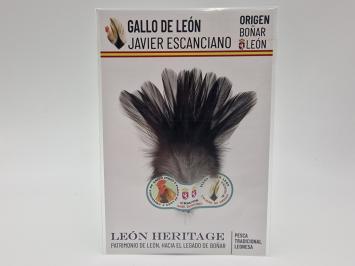 GALLO DE LEÓN
JAVIER ESCANCIANO
ORIGEN
BOÑAR
LEÓN
LEÓN HERITAGE
PATRIMONIO DE LEÓN, HACIA EL LEGADO DE BOÑAR
PESCA
TRADICIONAL
LEONESA